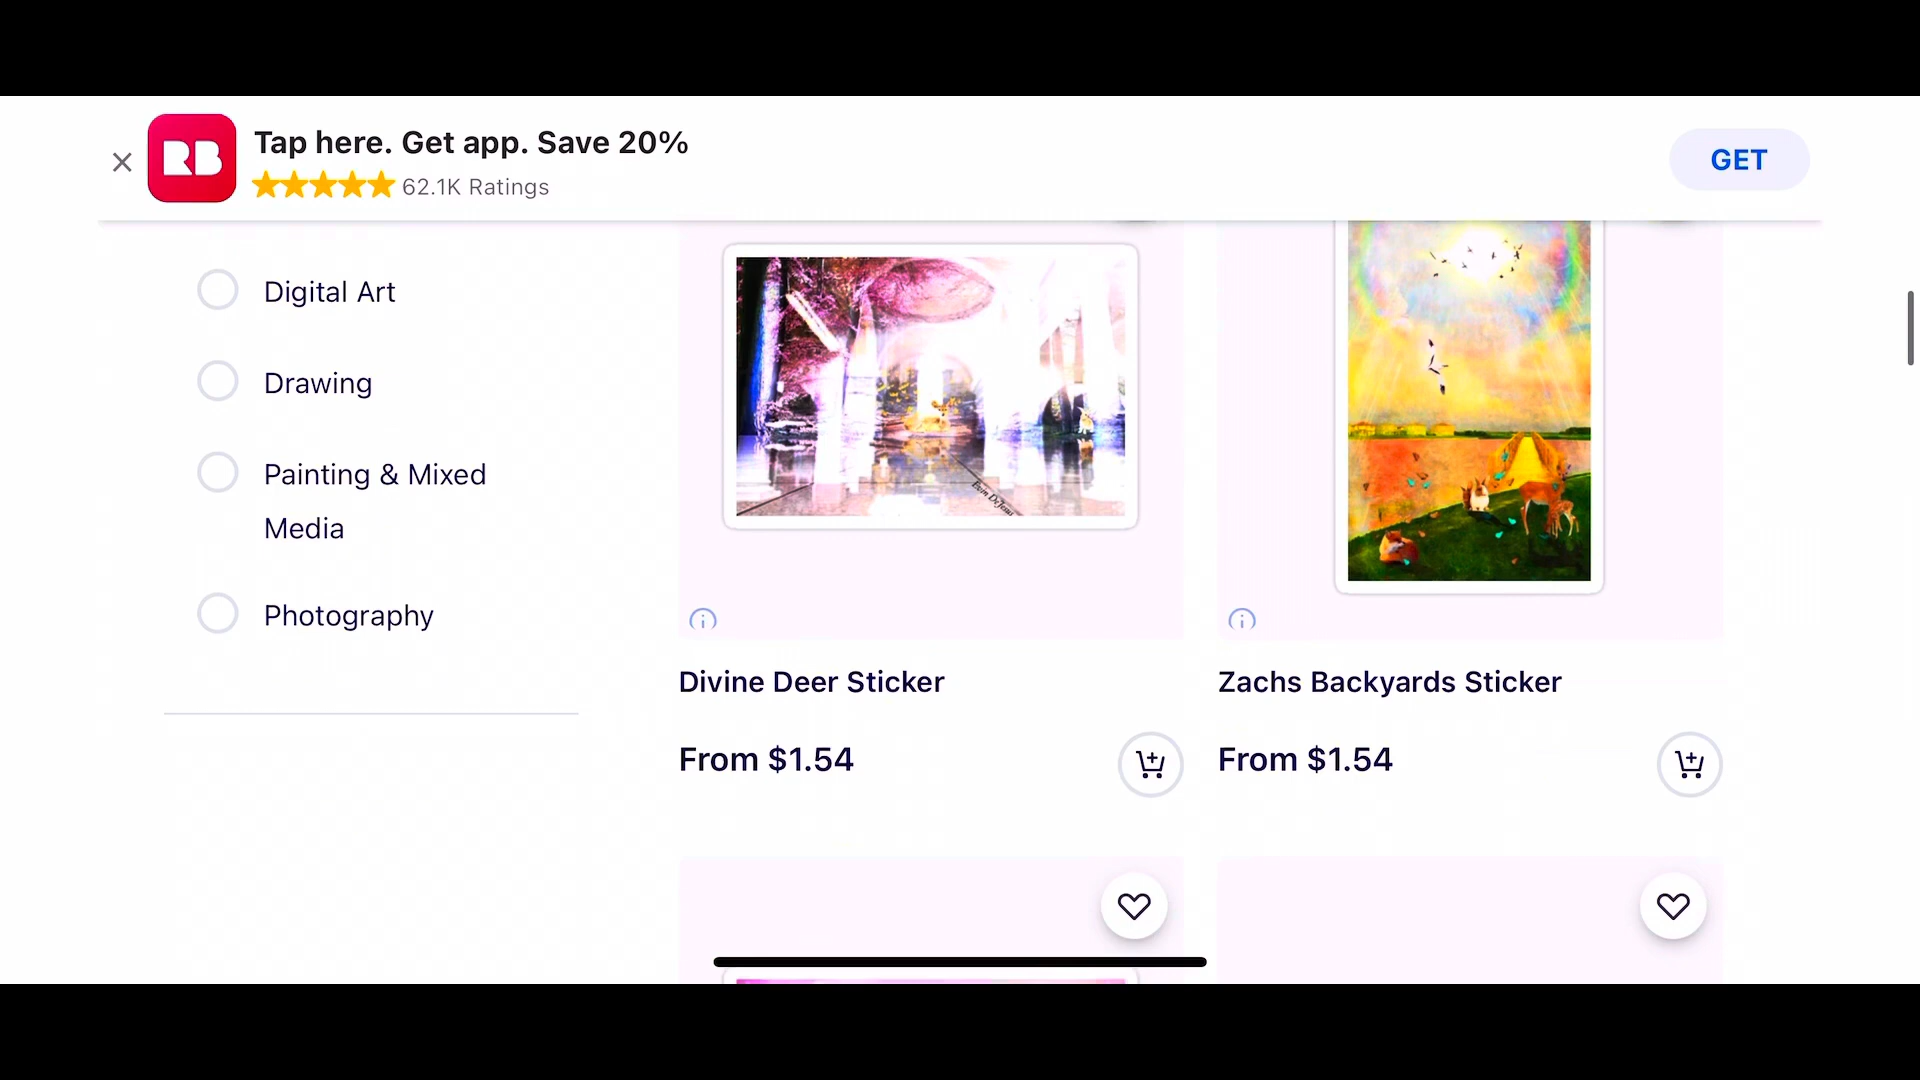 RB
Tap here. Get app. Save 20%
62.1K Ratings
GET
Digital Art
Drawing
Painting & Mixed
Media
Photography
Divine Deer Sticker
From $1.54
Zachs Backyards Sticker
From $1.54